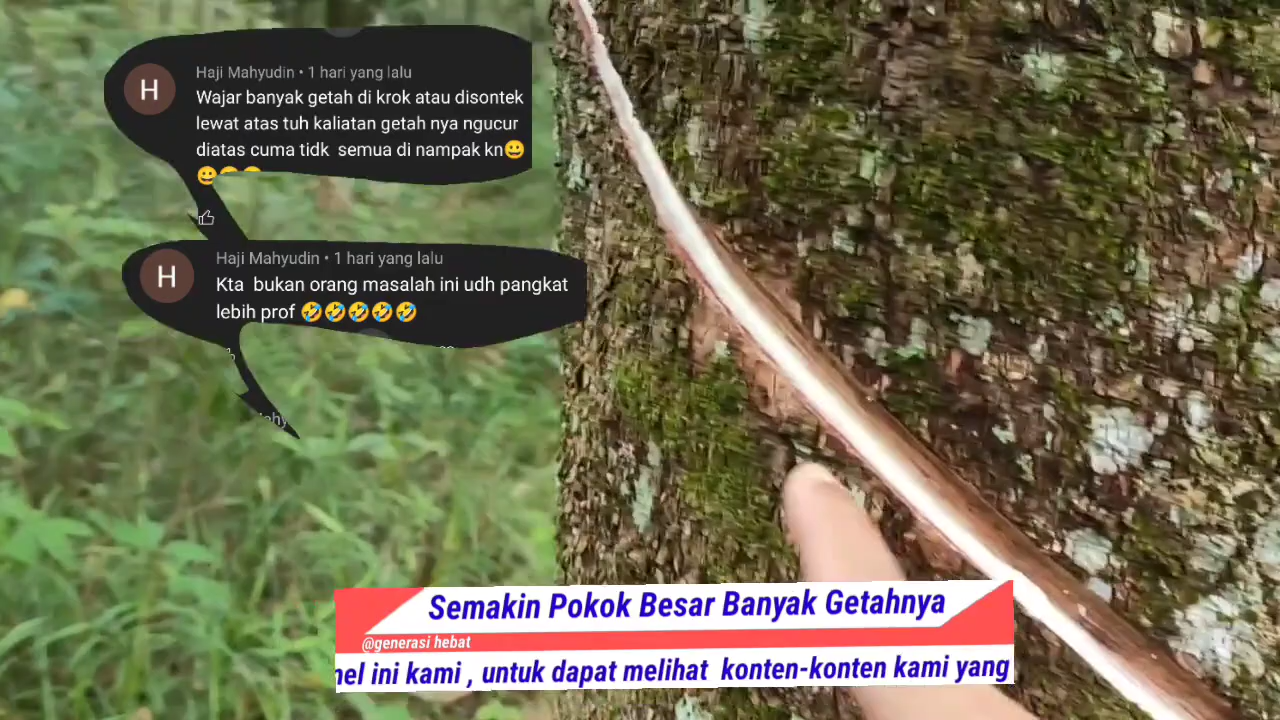 Haji Mahyudin • 1 hari yang lalu
H
Wajar banyak getah di krok atau disontek
lewat atas tuh kaliatan getah nya ngucur
diatas cuma tidk semua di nampak kn😀
😀😀😀
Haji Mahyudin • 1 hari yang lalu
H
Kta bukan orang masalah ini udh pangkat
lebih prof 🤣🤣🤣🤣🤣
Semakin Pokok Besar Banyak Getahnya
@generasi hebat
ini kami , untuk dapat melihat konten-konten kami yang